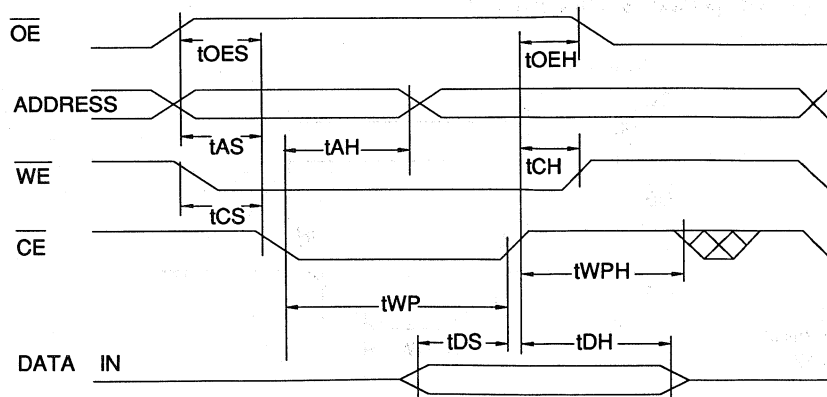 OE
tOES
tOEH
ADDRESS
tAS
tAH
tCH
WE
tCS
CE
tWPH
tWP
tDS
tDH
DATA IN